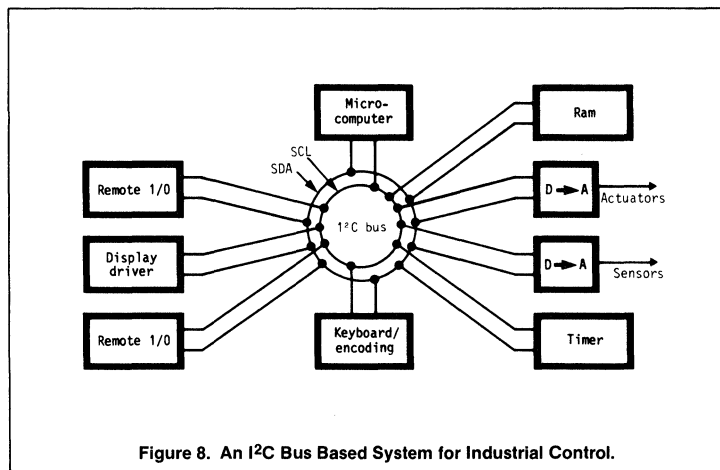 Micro-
computer
Ram
SCL
SDA
Remote 1/0
D➡A
Actuators
1²C bus
Display
driver
D➡A
Sensors
Remote 1/0
Keyboard/
encoding
Timer
Figure 8. An I²C Bus Based System for Industrial Control.